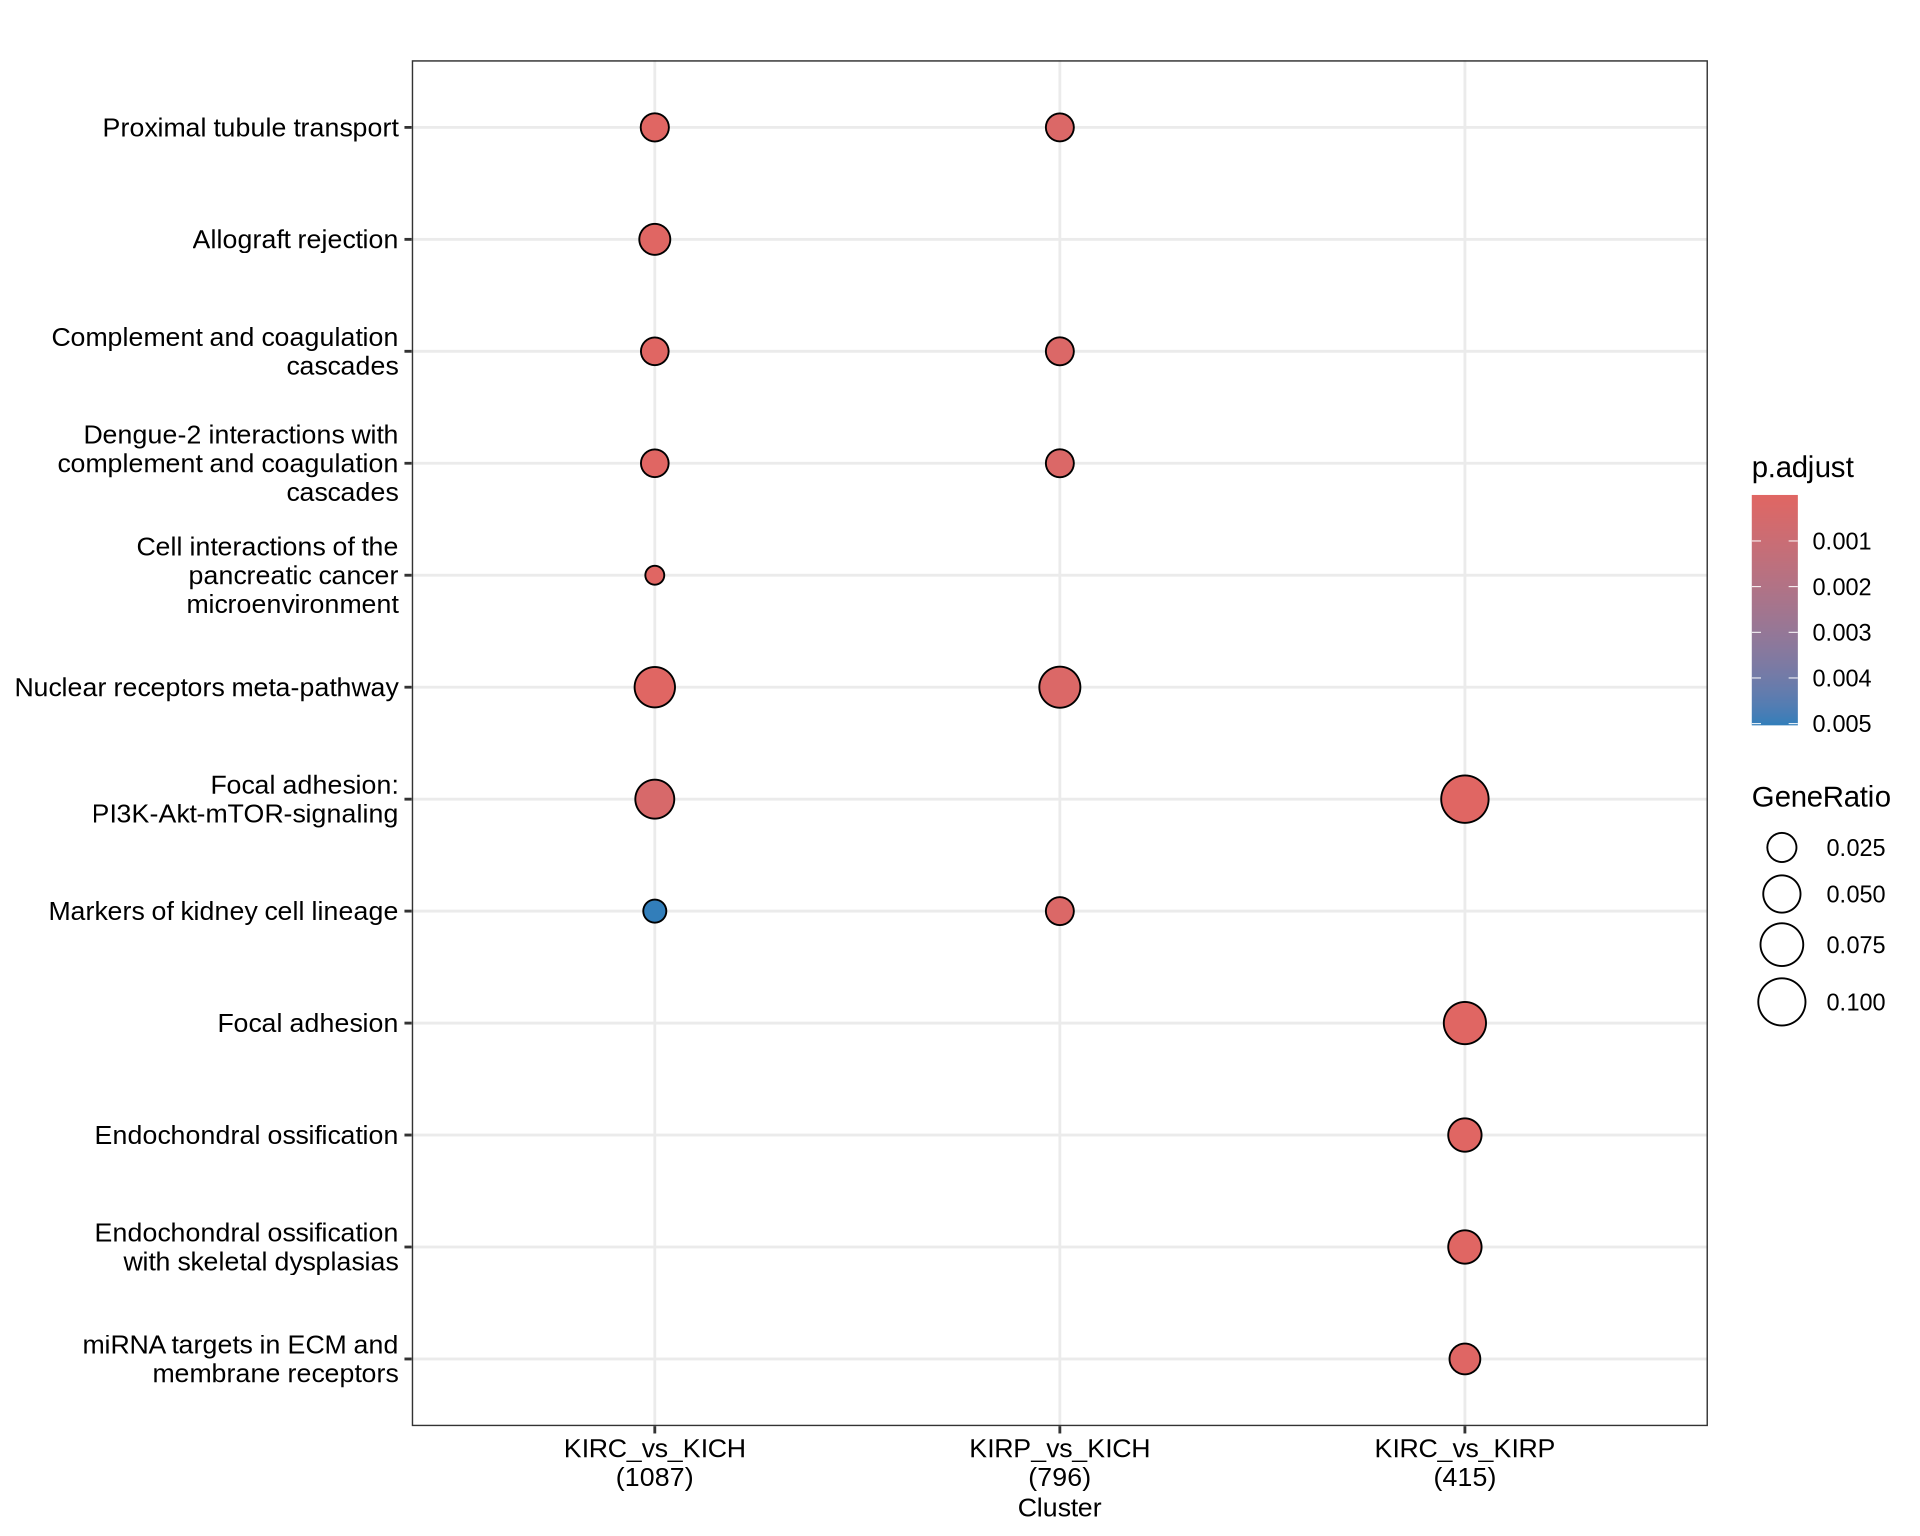 Proximal tubule transport
Allograft rejection
Complement and coagulation
cascades
Dengue-2 interactions with
complement and coagulation
cascades
Cell interactions of the
pancreatic cancer
microenvironment
Nuclear receptors meta-pathway
Focal adhesion:
PI3K-Akt-mTOR-signaling
Markers of kidney cell lineage
Focal adhesion
Endochondral ossification
Endochondral ossification
with skeletal dysplasias
miRNA targets in ECM and
membrane receptors
KIRC_vs_KICH
(1087)
KIRP_vs_KICH
(796)
KIRC_vs_KIRP
(415)
Cluster
p.adjust
0.001
0.002
0.003
0.004
0.005
GeneRatio
0.025
0.050
0.075
0.100